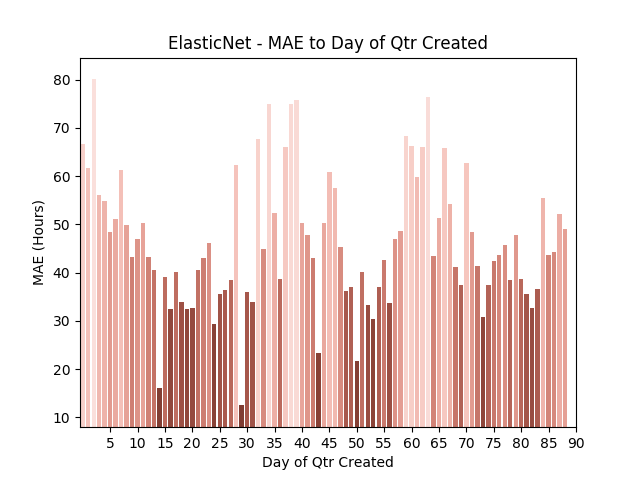 ElasticNet - MAE to Day of Qtr Created
MAE (Hours)
80
70
60
50
40
30
20
10
5 10 15 20 25 30 35 40 45 50 55 60 65 70 75 80 85 90
Day of Qtr Created